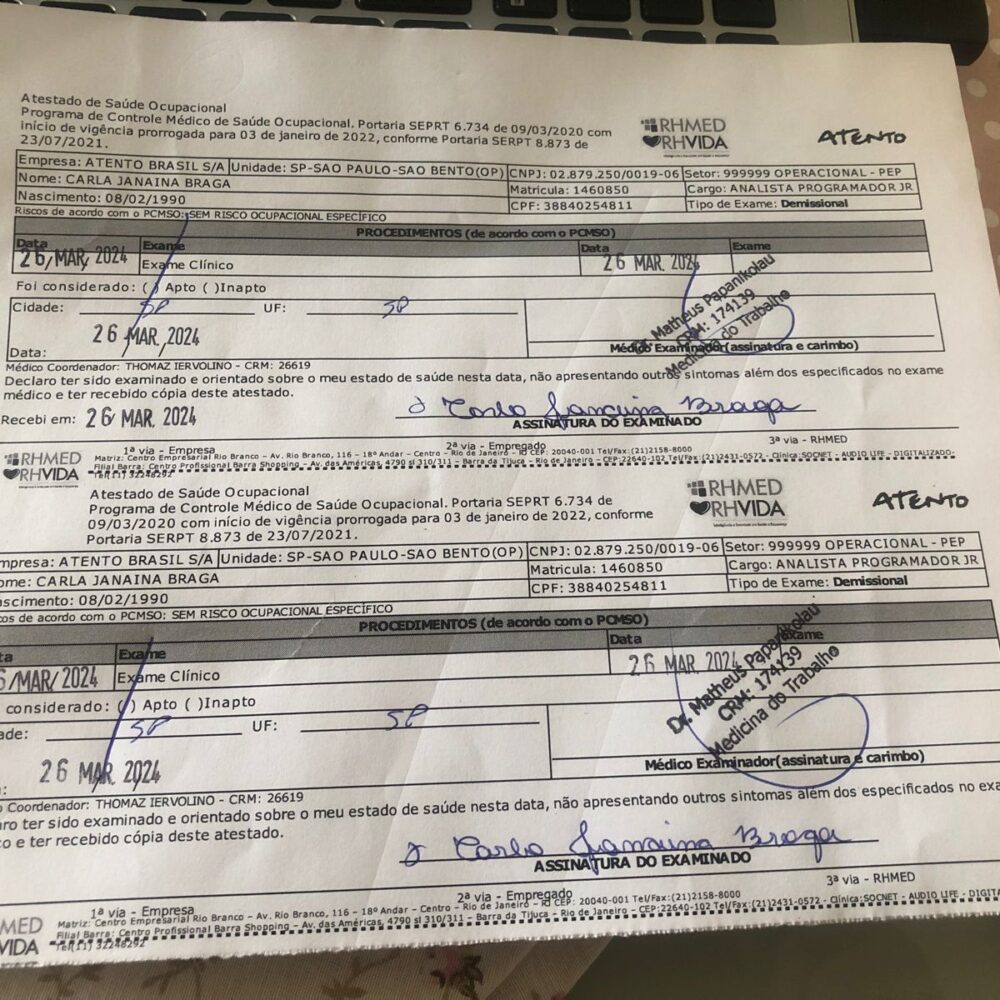 Atestado de Saúde Ocupacional
Programa de Controle Médico de Saúde Ocupacional. Portaria SEPRT 6.734 de 09/03/2020 com
início de vigência prorrogada para 03 de janeiro de 2022, conforme Portaria SERPT 8.873 de
23/07/2021.
RHMED
RHVIDA
ATENTO
Empresa: ATENTO BRASIL S/A Unidade: SP-SAO PAULO-SAO BENTO(OP) CNPJ: 02.879.250/0019-06 Setor: 999999 OPERACIONAL - PEP
Nome: CARLA JANAINA BRAGA Matricula: 1460850 Cargo: ANALISTA PROGRAMADOR JR
Nascimento: 08/02/1990 CPF: 38840254811 Tipo de Exame: Demissional
Riscos de acordo com o PCMSO: SEM RISCO OCUPACIONAL ESPECÍFICO
PROCEDIMENTOS (de acordo com o PCMSO)
Data Exame Data Exame
26/MAR/2024 Exame Clínico 26 MAR. 2024
Foi considerado: ( ) Apto ( )Inapto
Cidade: SP UF: SP
Dr. Matheus Papanikolau
CRM: 174139
Medicina do Trabalho
26 MAR. 2024
Data:
Médico Examinador(assinatura e carimbo)
Médico Coordenador: THOMAZ IERVOLINO - CRM: 26619
Declaro ter sido examinado e orientado sobre o meu estado de saúde nesta data, não apresentando outros sintomas além dos especificados no exame
médico e ter recebido cópia deste atestado.
Recebi em: 26 MAR. 2024 Carla Janaina Braga
ASSINATURA DO EXAMINADO
1ª via - Empresa 2ª via - Empregado 3ª via - RHMED
RHMED
RHVIDA
Matriz: Centro Empresarial Rio Branco - Av. Rio Branco, 116 - 18º Andar - Centro - Rio de Janeiro - RJ CEP: 20040-001 Tel/Fax:(21)2158-8000
Filial Barra: Centro Profissional Barra Shopping - Av. das Américas, 4790 sl 310/311 - Barra da Tijuca - Rio de Janeiro - CEP:22640-102 Tel/Fax:(21)2431-0572 - Clínica:SOCNET - AUDIO LIFE - DIGITALIZADO.
Tel(11) 32248292
Atestado de Saúde Ocupacional
Programa de Controle Médico de Saúde Ocupacional. Portaria SEPRT 6.734 de
09/03/2020 com início de vigência prorrogada para 03 de janeiro de 2022, conforme
Portaria SERPT 8.873 de 23/07/2021.
RHMED
RHVIDA
ATENTO
mpresa: ATENTO BRASIL S/A Unidade: SP-SAO PAULO-SAO BENTO(OP) CNPJ: 02.879.250/0019-06 Setor: 999999 OPERACIONAL - PEP
ome: CARLA JANAINA BRAGA Matricula: 1460850 Cargo: ANALISTA PROGRAMADOR JR
ascimento: 08/02/1990 CPF: 38840254811 Tipo de Exame: Demissional
os de acordo com o PCMSO: SEM RISCO OCUPACIONAL ESPECÍFICO
PROCEDIMENTOS (de acordo com o PCMSO)
ta Exame Data Exame
6/MAR/2024 Exame Clínico 26 MAR. 2024
considerado: ( ) Apto ( )Inapto
ade: SP UF: SP
Dr. Matheus Papanikolau
CRM: 174139
Medicina do Trabalho
26 MAR. 2024
Médico Examinador(assinatura e carimbo)
o Coordenador: THOMAZ IERVOLINO - CRM: 26619
aro ter sido examinado e orientado sobre o meu estado de saúde nesta data, não apresentando outros sintomas além dos especificados no exa
co e ter recebido cópia deste atestado.
Carla Janaina Braga
ASSINATURA DO EXAMINADO
1ª via - Empresa 2ª via - Empregado 3ª via - RHMED
MED
VIDA
Matriz: Centro Empresarial Rio Branco - Av. Rio Branco, 116 - 18º Andar - Centro - Rio de Janeiro - RJ CEP: 20040-001 Tel/Fax:(21)2158-8000
Filial Barra: Centro Profissional Barra Shopping - Av. das Américas, 4790 sl 310/311 - Barra da Tijuca - Rio de Janeiro - CEP:22640-102 Tel/Fax:(21)2431-0572 - Clínica:SOCNET - AUDIO LIFE - DIGITA
Tel(11) 32248292